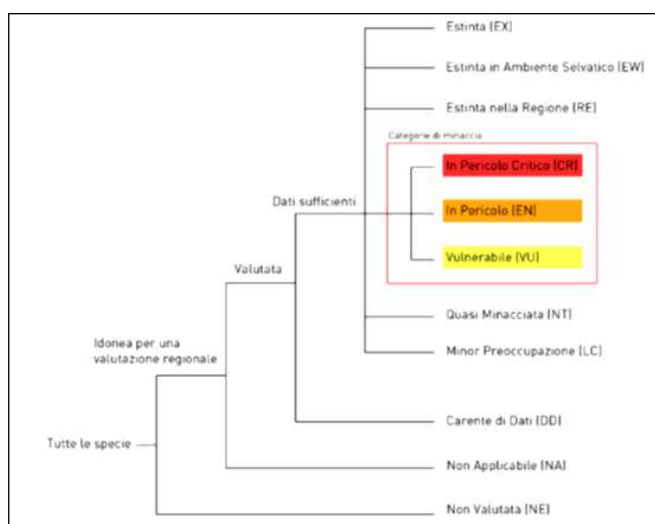 Estinta (EX)
Estinta in Ambiente Selvatico (EW)
Estinta nella Regione (RE)
Categorie di minaccia
In Pericolo Critico (CR)
Dati sufficienti
In Pericolo (EN)
Vulnerabile (VU)
Valutata
Quasi Minacciata (NT)
Idonea per una
valutazione regionale
Minor Preoccupazione (LC)
Carente di Dati (DD)
Tutte le specie
Non Applicabile (NA)
Non Valutata (NE)